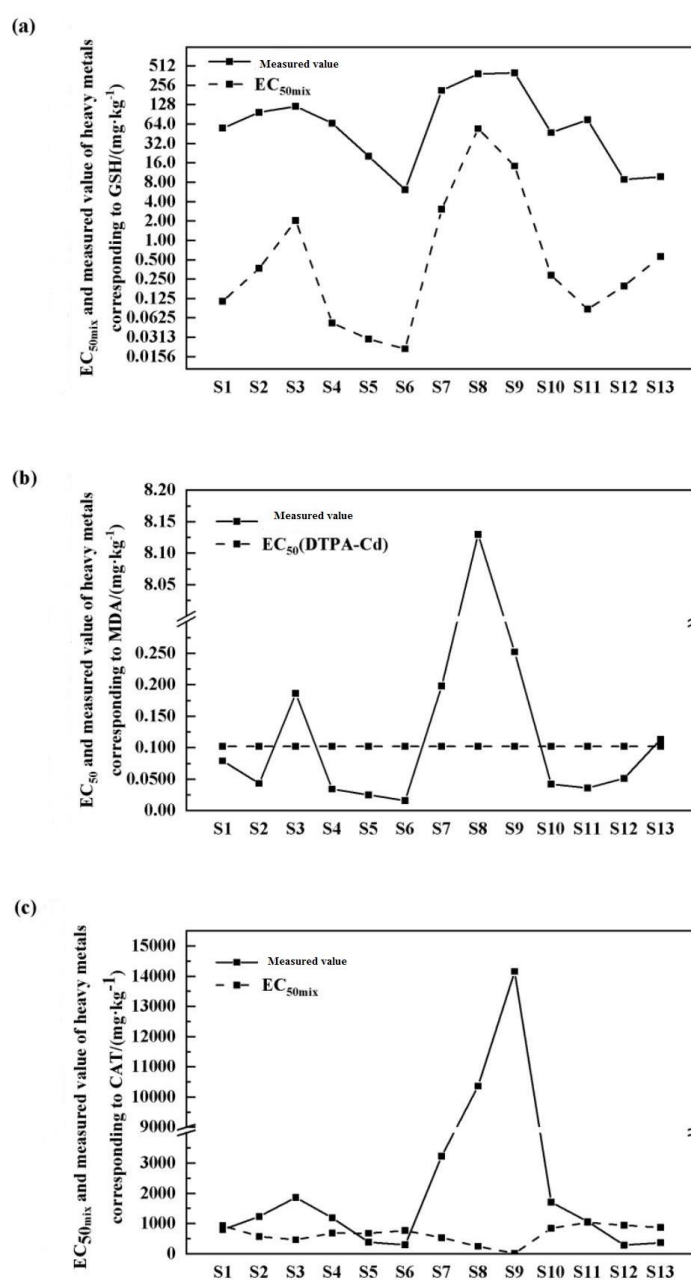 (a)
EC50mix and measured value of heavy metals
corresponding to GSH/(mg·kg-1)
512
256
128
64.0
32.0
16.0
8.00
4.00
2.00
1.00
0.500
0.250
0.125
0.0625
0.0313
0.0156
Measured value
EC50mix
S1 S2 S3 S4 S5 S6 S7 S8 S9 S10 S11 S12 S13
(b)
EC50 and measured value of heavy metals
corresponding to MDA/(mg·kg-1)
8.20
8.15
8.10
8.05
0.250
0.200
0.150
0.100
0.0500
0.00
Measured value
EC50(DTPA-Cd)
S1 S2 S3 S4 S5 S6 S7 S8 S9 S10 S11 S12 S13
(c)
EC50mix and measured value of heavy metals
corresponding to CAT/(mg·kg-1)
15000
14000
13000
12000
11000
10000
9000
3000
2000
1000
0
Measured value
EC50mix
S1 S2 S3 S4 S5 S6 S7 S8 S9 S10 S11 S12 S13